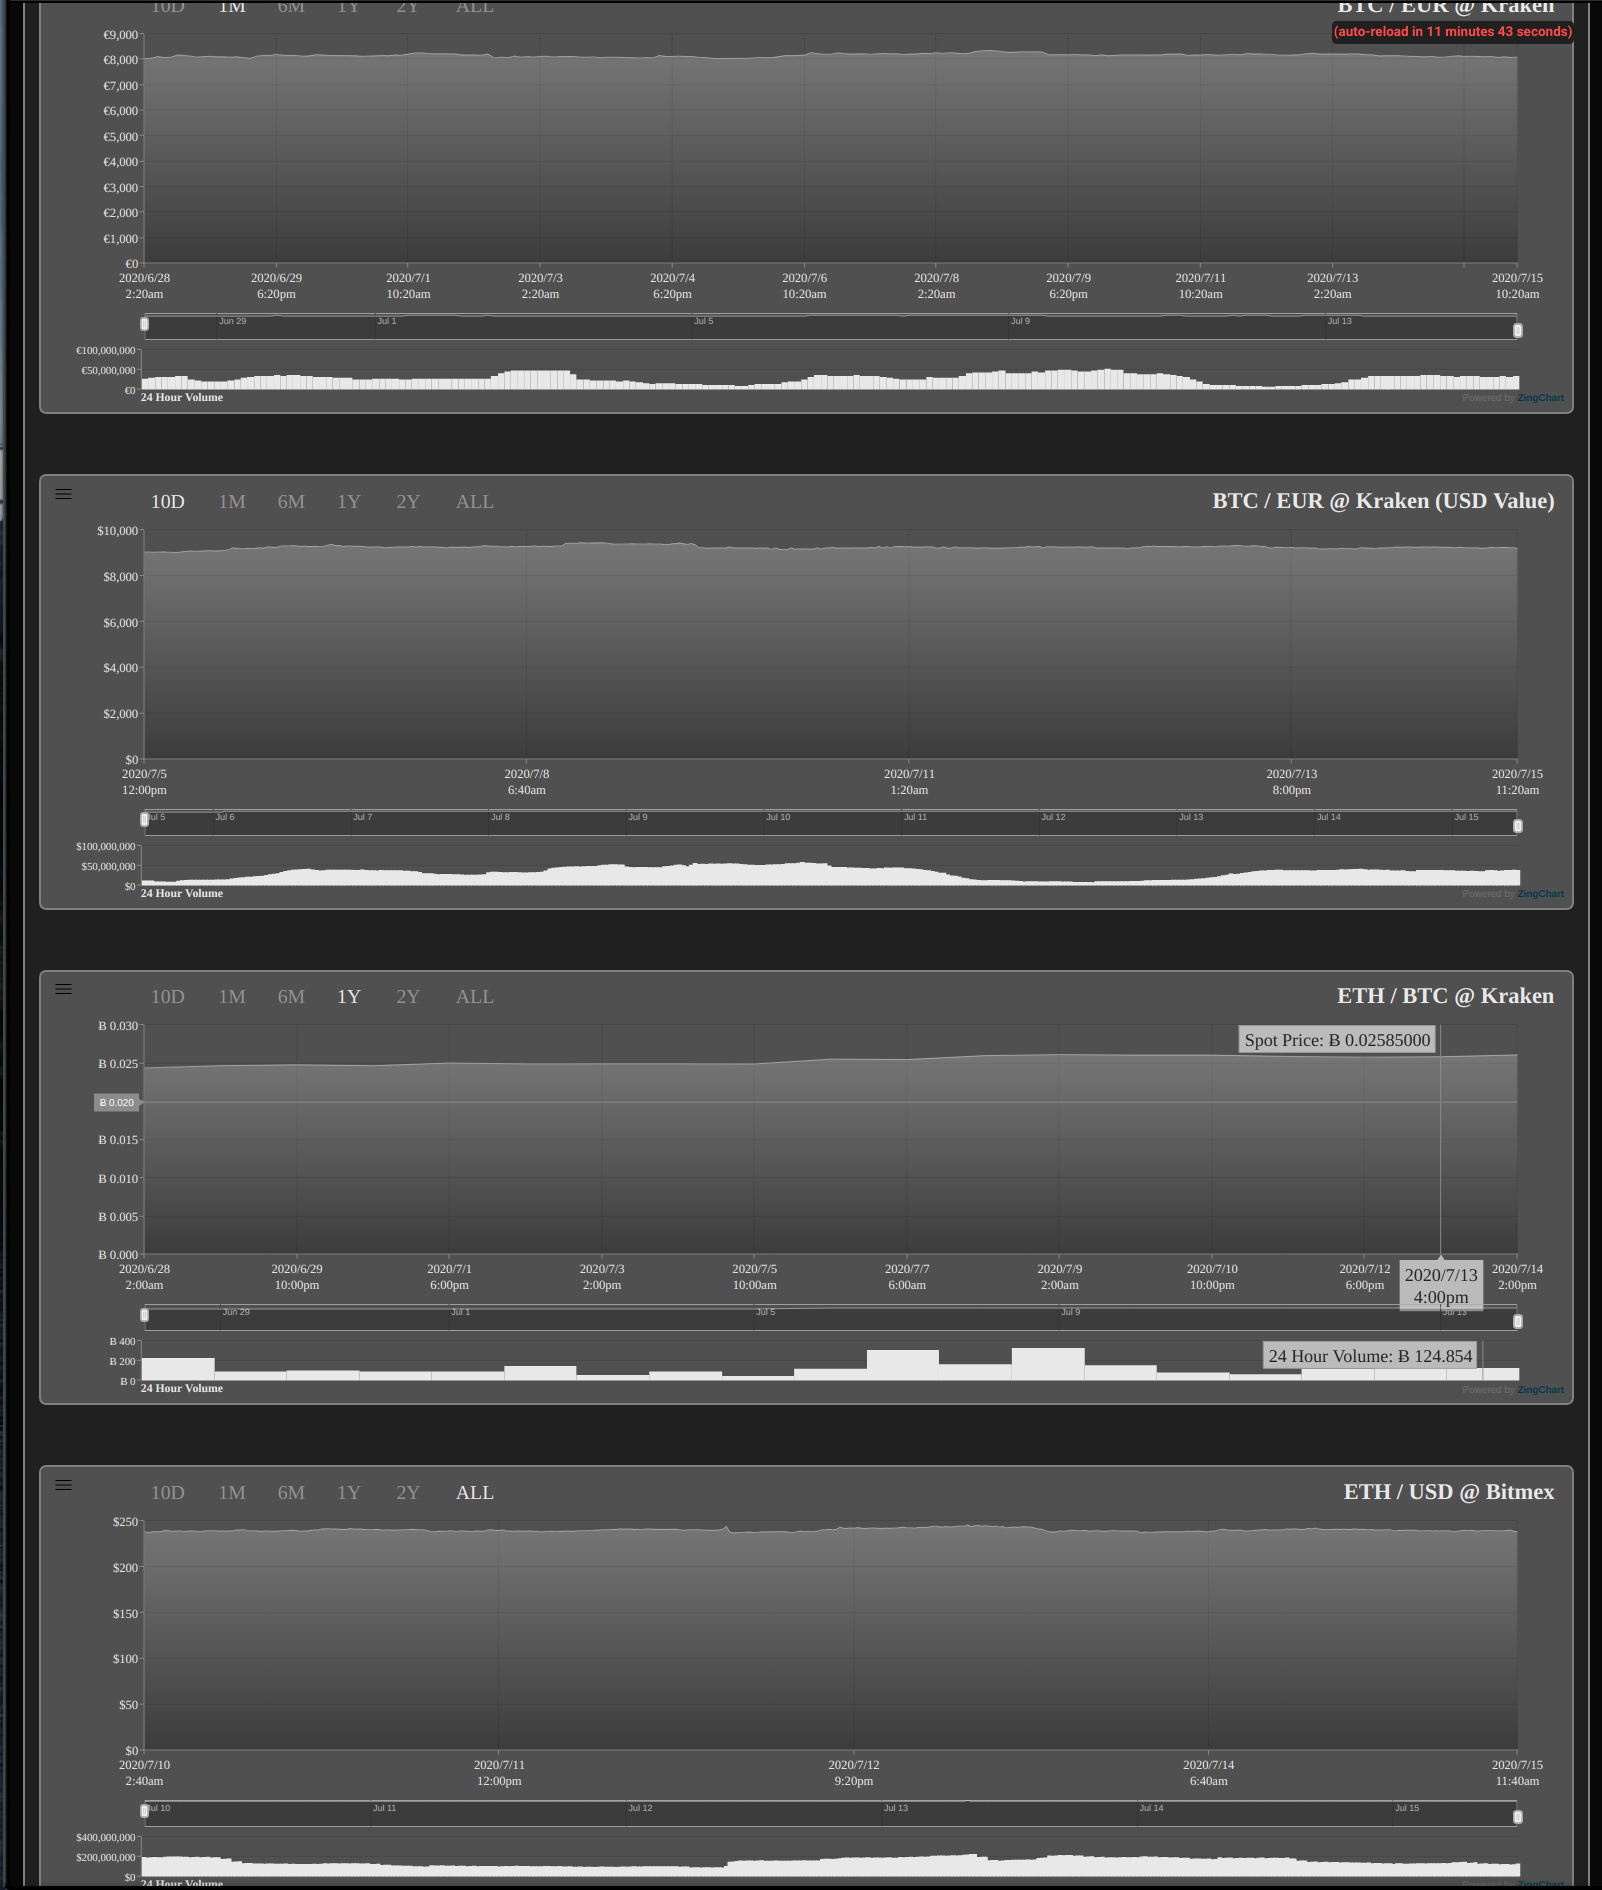 10D 1M 6M 1Y 2Y ALL BTC / EUR @ Kraken
(auto-reload in 11 minutes 43 seconds)
€9,000
€8,000
€7,000
€6,000
€5,000
€4,000
€3,000
€2,000
€1,000
€0
2020/6/28 2020/6/29 2020/7/1 2020/7/3 2020/7/4 2020/7/6 2020/7/8 2020/7/9 2020/7/11 2020/7/13 2020/7/15
2:20am 6:20pm 10:20am 2:20am 6:20pm 10:20am 2:20am 6:20pm 10:20am 2:20am 10:20am
Jun 29 Jul 1 Jul 5 Jul 9 Jul 13
€100,000,000
€50,000,000
€0
24 Hour Volume
Powered by ZingChart
10D 1M 6M 1Y 2Y ALL BTC / EUR @ Kraken (USD Value)
$10,000
$8,000
$6,000
$4,000
$2,000
$0
2020/7/5 2020/7/8 2020/7/11 2020/7/13 2020/7/15
12:00pm 6:40am 1:20am 8:00pm 11:20am
Jul 5 Jul 6 Jul 7 Jul 8 Jul 9 Jul 10 Jul 11 Jul 12 Jul 13 Jul 14 Jul 15
$100,000,000
$50,000,000
$0
24 Hour Volume
Powered by ZingChart
10D 1M 6M 1Y 2Y ALL ETH / BTC @ Kraken
Ƀ 0.030
Spot Price: Ƀ 0.02585000
Ƀ 0.025
Ƀ 0.020
Ƀ 0.015
Ƀ 0.010
Ƀ 0.005
Ƀ 0.000
2020/6/28 2020/6/29 2020/7/1 2020/7/3 2020/7/5 2020/7/7 2020/7/9 2020/7/10 2020/7/12 2020/7/13 2020/7/14
2:00am 10:00pm 6:00pm 2:00pm 10:00am 6:00am 2:00am 10:00pm 6:00pm 4:00pm 2:00pm
Jun 29 Jul 1 Jul 5 Jul 9 Jul 13
Ƀ 400
Ƀ 200
Ƀ 0
24 Hour Volume: Ƀ 124.854
24 Hour Volume
Powered by ZingChart
10D 1M 6M 1Y 2Y ALL ETH / USD @ Bitmex
$250
$200
$150
$100
$50
$0
2020/7/10 2020/7/11 2020/7/12 2020/7/14 2020/7/15
2:40am 12:00pm 9:20pm 6:40am 11:40am
Jul 10 Jul 11 Jul 12 Jul 13 Jul 14 Jul 15
$400,000,000
$200,000,000
$0
24 Hour Volume
Powered by ZingChart